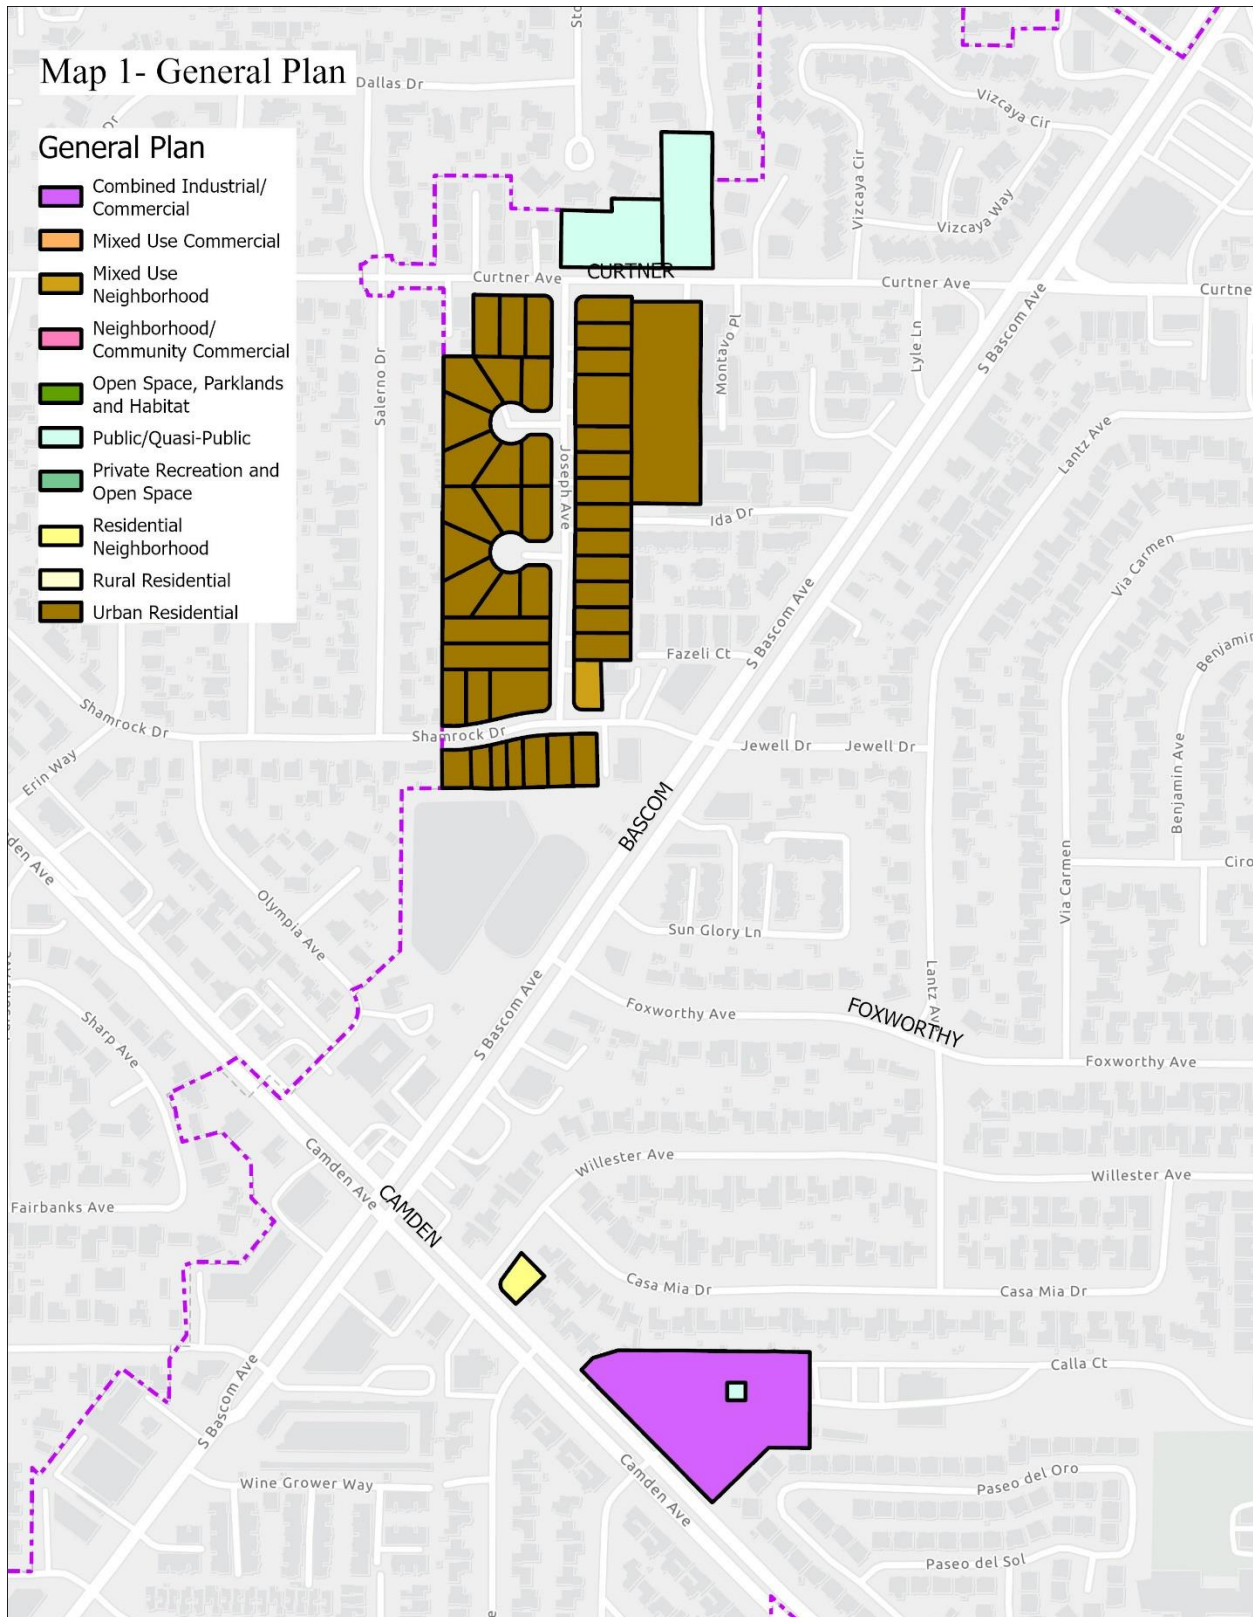 Map 1- General Plan
General Plan
Combined Industrial/
Commercial
Mixed Use Commercial
Mixed Use
Neighborhood
Neighborhood/
Community Commercial
Open Space, Parklands
and Habitat
Public/Quasi-Public
Private Recreation and
Open Space
Residential
Neighborhood
Rural Residential
Urban Residential
Dallas Dr
Dr
Sto
Vizcaya Cir
Vizcaya Cir
Vizcaya Way
Curtner Ave
CURTNER
Curtner Ave
Curtne
S Bascom Ave
Salerno Dr
Montavo Pl
Lyle Ln
Lantz Ave
Joseph Ave
Ida Dr
Via Carmen
S Bascom Ave
Fazeli Ct
Benjamin
Shamrock Dr
Shamrock Dr
Jewell Dr
Jewell Dr
Erin Way
BASCOM
Benjamin Ave
den Ave
Via Carmen
Ciro
Olympia Ave
Sun Glory Ln
Lantz Ave
S Bascom Ave
Foxworthy Ave
FOXWORTHY
Foxworthy Ave
Sharp Ave
Camden Ave
Willester Ave
Willester Ave
Fairbanks Ave
CAMDEN
Casa Mia Dr
Casa Mia Dr
Calla Ct
S Bascom Ave
Camden Ave
Wine Grower Way
Paseo del Oro
Paseo del Sol
e